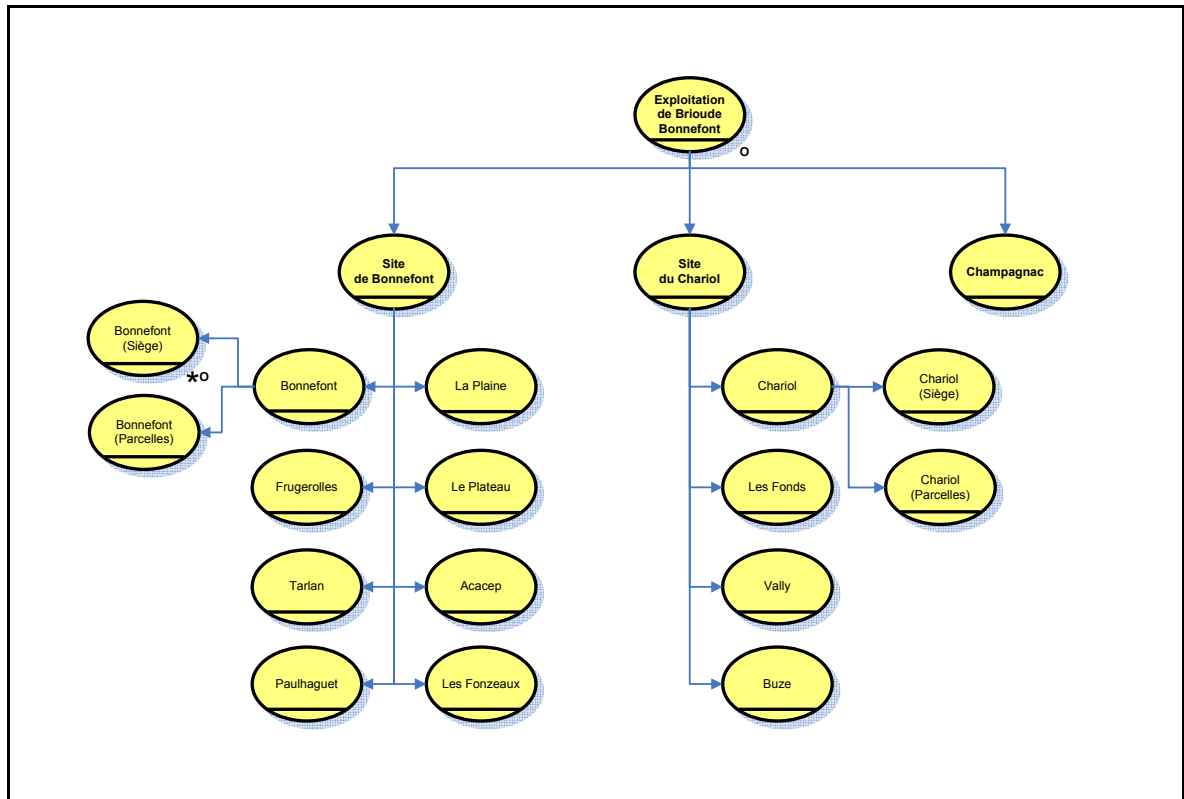 Exploitation
de Brioude
Bonnefont
o
Site
de Bonnefont
Site
du Chariol
Champagnac
Bonnefont
(Siège)
*o
Bonnefont
(Parcelles)
Bonnefont
La Plaine
Chariol
Chariol
(Siège)
Frugerolles
Le Plateau
Les Fonds
Chariol
(Parcelles)
Tarlan
Acacep
Vally
Paulhaguet
Les Fonzeaux
Buze